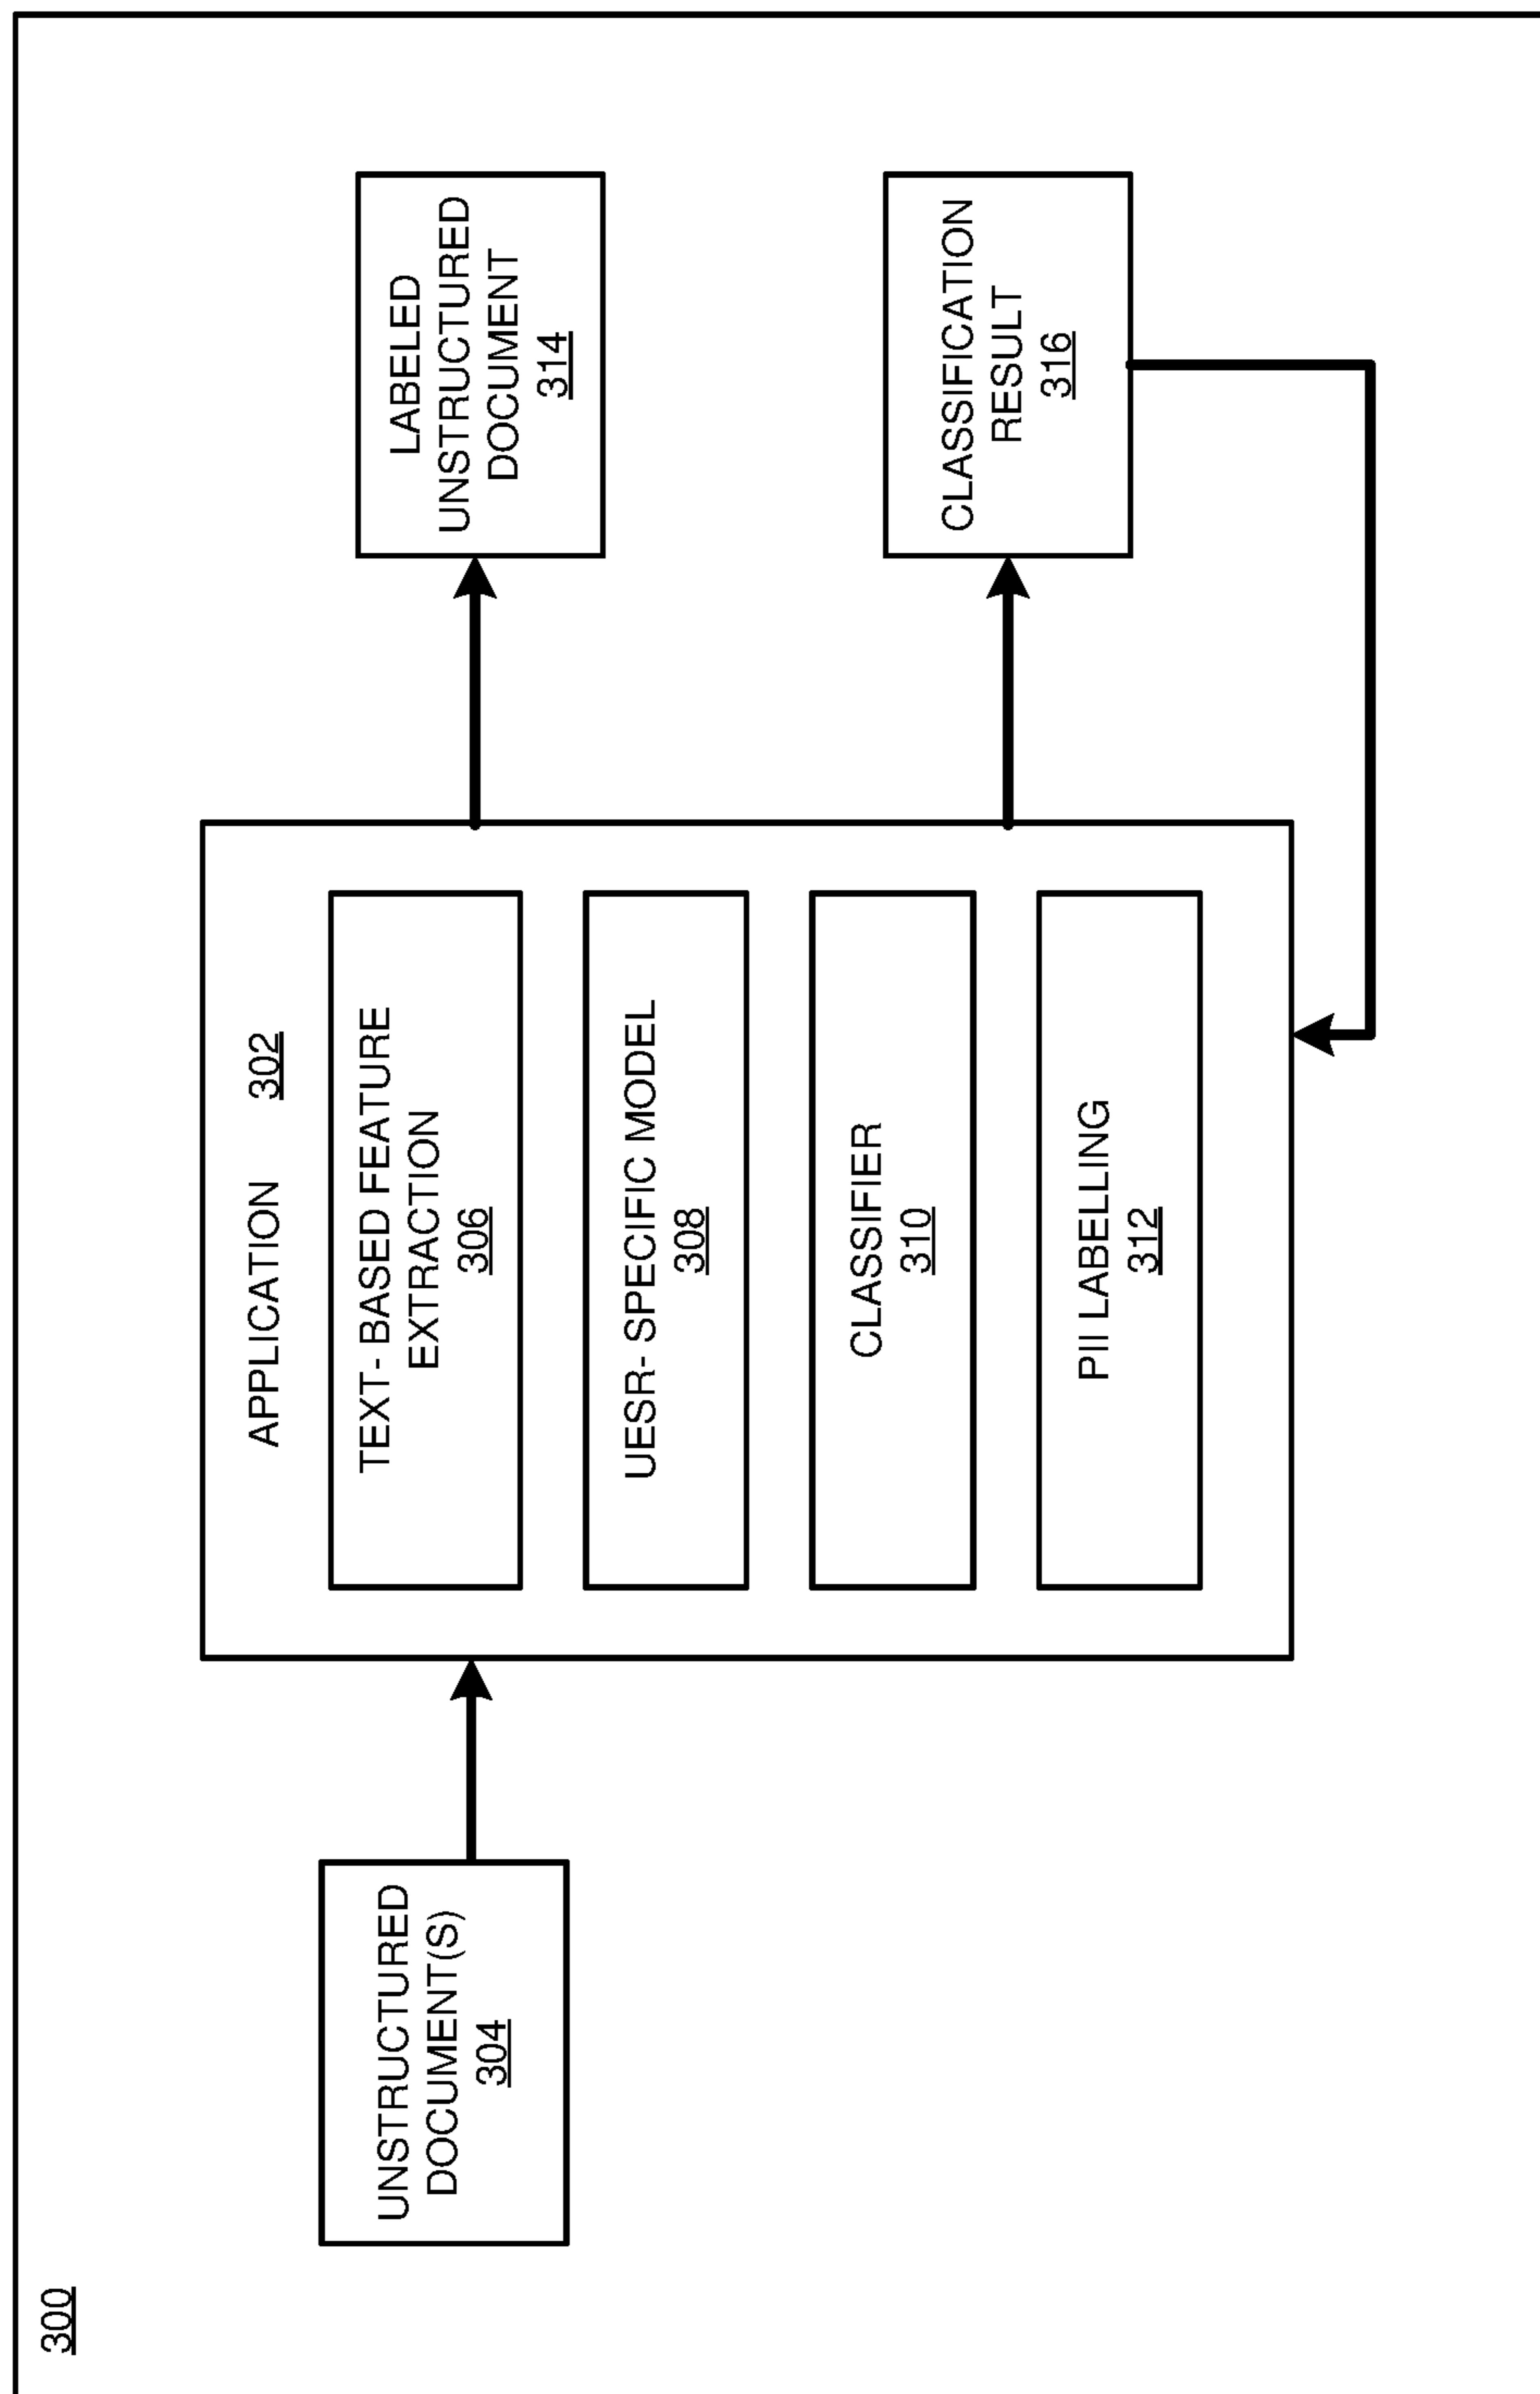 300
UNSTRUCTURED
DOCUMENT(S)
304
APPLICATION 302
TEXT- BASED FEATURE
EXTRACTION
306
UESR- SPECIFIC MODEL
308
CLASSIFIER
310
PII LABELLING
312
LABELED
UNSTRUCTURED
DOCUMENT
314
CLASSIFICATION
RESULT
316